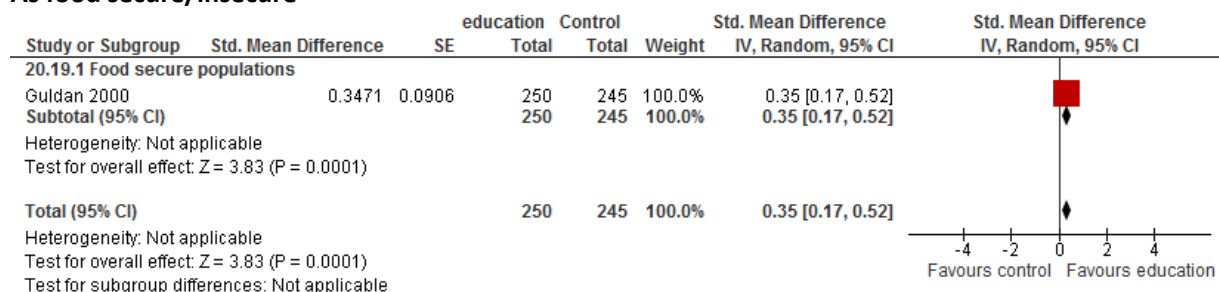 As food secure/insecure
education Control Std. Mean Difference Std. Mean Difference
Study or Subgroup Std. Mean Difference SE Total Total Weight IV, Random, 95% CI IV, Random, 95% CI
20.19.1 Food secure populations
Guldan 2000 0.3471 0.0906 250 245 100.0% 0.35 [0.17, 0.52]
Subtotal (95% CI) 250 245 100.0% 0.35 [0.17, 0.52]
Heterogeneity: Not applicable
Test for overall effect: Z = 3.83 (P = 0.0001)
Total (95% CI) 250 245 100.0% 0.35 [0.17, 0.52]
Heterogeneity: Not applicable
Test for overall effect: Z = 3.83 (P = 0.0001)
Test for subgroup differences: Not applicable
-4 -2 0 2 4
Favours control Favours education